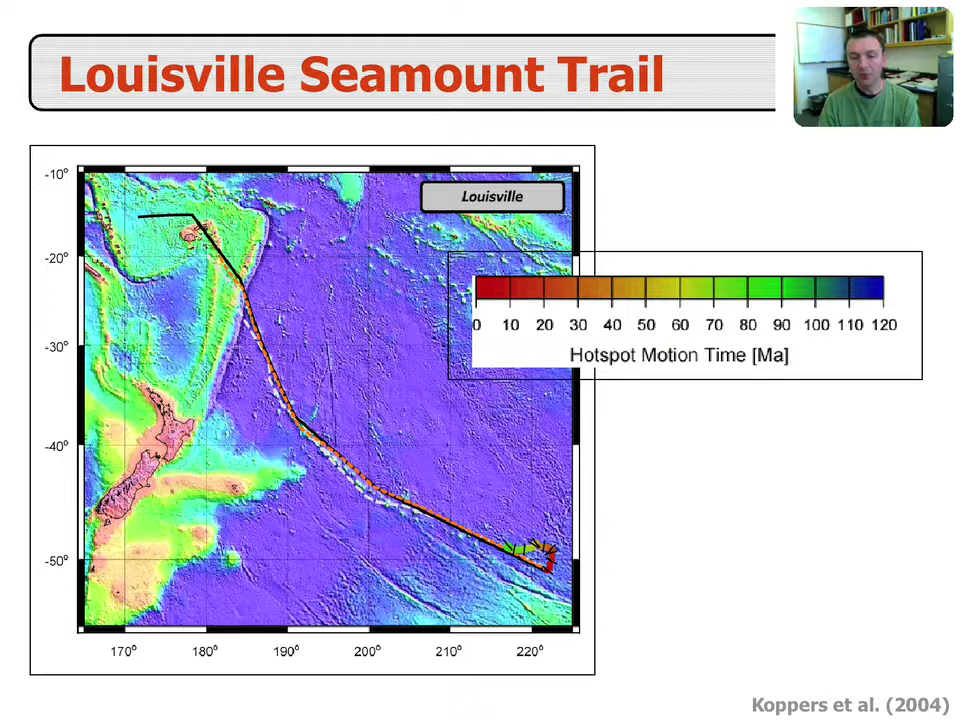 Louisville Seamount Trail
-10°
-20°
-30°
-40°
-50°
Louisville
170° 180° 190° 200° 210° 220°
0 10 20 30 40 50 60 70 80 90 100 110 120
Hotspot Motion Time [Ma]
Koppers et al. (2004)